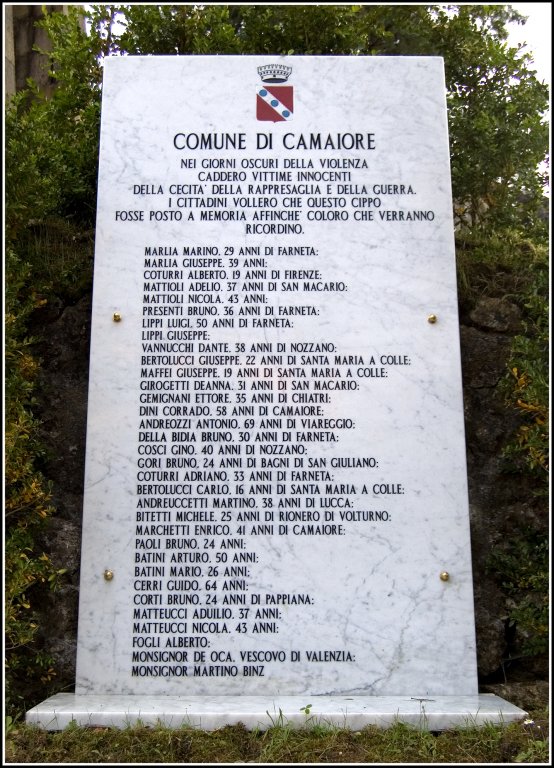 COMUNE DI CAMAIORE
NEI GIORNI OSCURI DELLA VIOLENZA
CADDERO VITTIME INNOCENTI
DELLA CECITA' DELLA RAPPRESAGLIA E DELLA GUERRA.
I CITTADINI VOLLERO CHE QUESTO CIPPO
FOSSE POSTO A MEMORIA AFFINCHE' COLORO CHE VERRANNO
RICORDINO.
MARLIA MARINO, 29 ANNI DI FARNETA;
MARLIA GIUSEPPE, 39 ANNI;
COTURRI ALBERTO, 19 ANNI DI FIRENZE;
MATTIOLI ADELIO, 37 ANNI DI SAN MACARIO;
MATTIOLI NICOLA, 43 ANNI;
PRESENTI BRUNO, 36 ANNI DI FARNETA;
LIPPI LUIGI, 50 ANNI DI FARNETA;
LIPPI GIUSEPPE;
VANNUCCHI DANTE, 38 ANNI DI NOZZANO;
BERTOLUCCI GIUSEPPE, 22 ANNI DI SANTA MARIA A COLLE;
MAFFEI GIUSEPPE, 19 ANNI DI SANTA MARIA A COLLE;
GIROGETTI DEANNA, 31 ANNI DI SAN MACARIO;
GEMIGNANI ETTORE, 35 ANNI DI CHIATRI;
DINI CORRADO, 58 ANNI DI CAMAIORE;
ANDREOZZI ANTONIO, 69 ANNI DI VIAREGGIO;
DELLA BIDIA BRUNO, 30 ANNI DI FARNETA;
COSCI GINO, 40 ANNI DI NOZZANO;
GORI BRUNO, 24 ANNI DI BAGNI DI SAN GIULIANO;
COTURRI ADRIANO, 33 ANNI DI FARNETA;
BERTOLUCCI CARLO, 16 ANNI DI SANTA MARIA A COLLE;
ANDREUCCETTI MARTINO, 38 ANNI DI LUCCA;
BITETTI MICHELE, 25 ANNI DI RIONERO DI VOLTURNO;
MARCHETTI ENRICO, 41 ANNI DI CAMAIORE;
PAOLI BRUNO, 24 ANNI;
BATINI ARTURO, 50 ANNI;
BATINI MARIO, 26 ANNI;
CERRI GUIDO, 64 ANNI;
CORTI BRUNO, 24 ANNI DI PAPPIANA;
MATTEUCCI ADUILIO, 37 ANNI;
MATTEUCCI NICOLA, 43 ANNI;
FOGLI ALBERTO;
MONSIGNOR DE OCA, VESCOVO DI VALENZIA;
MONSIGNOR MARTINO BINZ